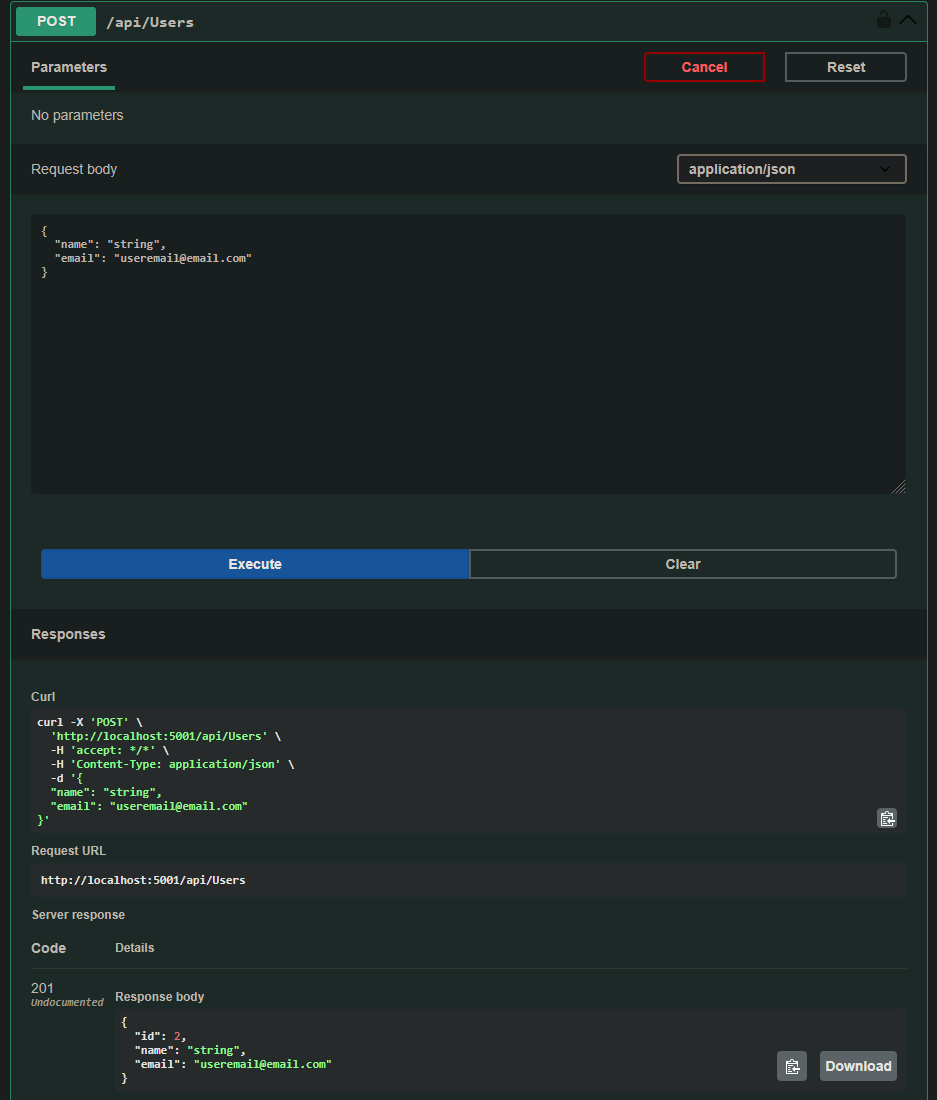 POST /api/Users
Parameters Cancel Reset
No parameters
Request body application/json
{
  "name": "string",
  "email": "useremail@email.com"
}
Execute Clear
Responses
Curl
curl -X 'POST' \
  'http://localhost:5001/api/Users' \
  -H 'accept: */*' \
  -H 'Content-Type: application/json' \
  -d '{
  "name": "string",
  "email": "useremail@email.com"
}'
Request URL
http://localhost:5001/api/Users
Server response
Code Details
201
Undocumented
Response body
{
  "id": 2,
  "name": "string",
  "email": "useremail@email.com"
}
Download